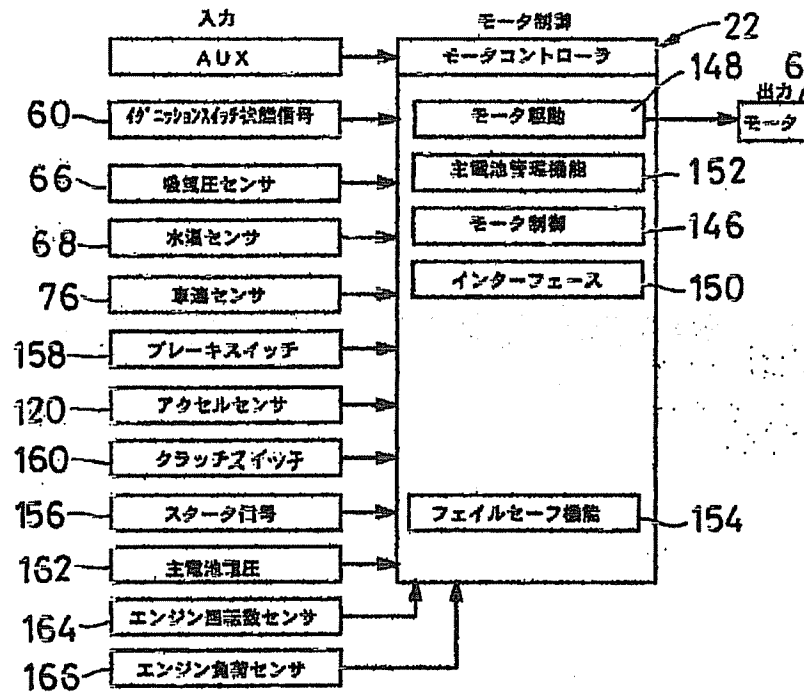 入力
モータ制御
AUX
モータコントローラ
22
60
イグニッションスイッチ状態信号
モータ駆動
148
出力
6
モータ
66
吸気圧センサ
主電池管理機能
152
68
水温センサ
モータ制御
146
76
車速センサ
インターフェース
150
158
ブレーキスイッチ
120
アクセルセンサ
160
クラッチスイッチ
156
スタータ信号
フェイルセーフ機能
154
162
主電池電圧
164
エンジン回転数センサ
166
エンジン負荷センサ